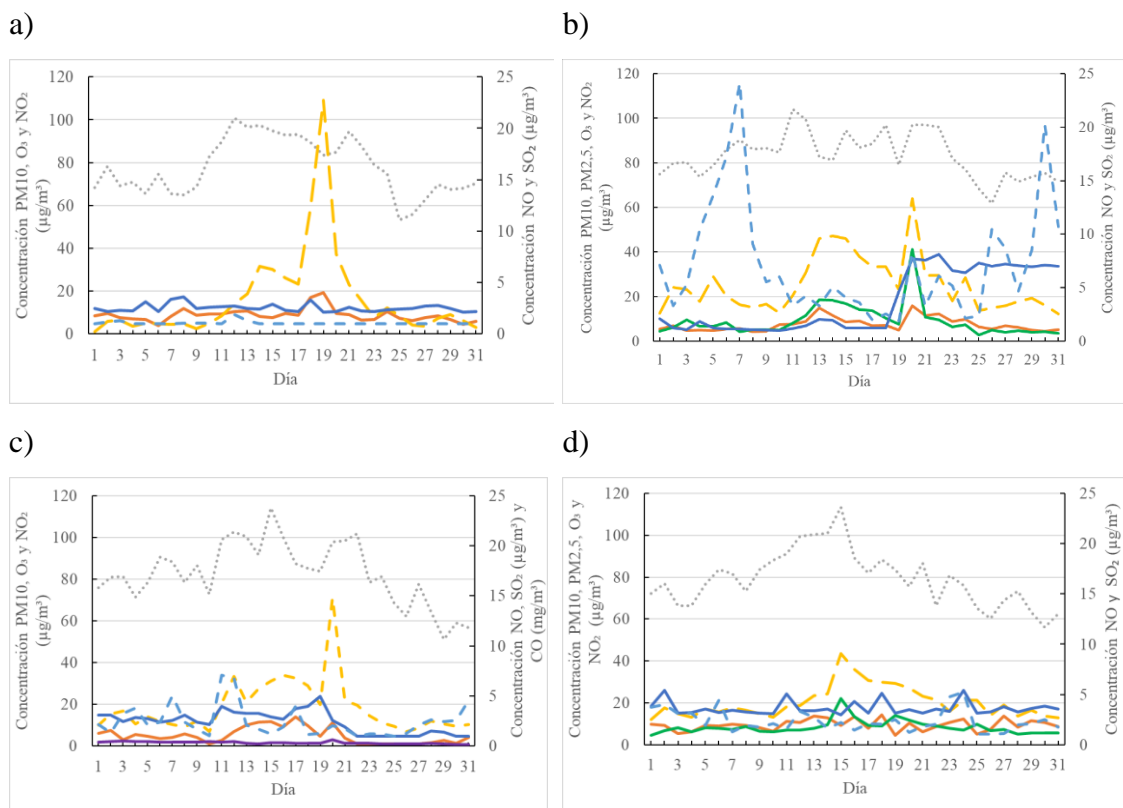 a)
b)
Concentración PM10, O₃ y NO₂
(µg/m³)
120
100
80
60
40
20
0
25
20
15
10
5
0
Concentración NO y SO₂ (µg/m³)
1 3 5 7 9 11 13 15 17 19 21 23 25 27 29 31
Día
Concentración PM10, PM2,5, O₃ y NO₂
(µg/m³)
120
100
80
60
40
20
0
25
20
15
10
5
0
Concentración NO y SO₂ (µg/m³)
1 3 5 7 9 11 13 15 17 19 21 23 25 27 29 31
Día
c)
d)
Concentración PM10, O₃ y NO₂
(µg/m³)
120
100
80
60
40
20
0
25
20
15
10
5
0
Concentración NO, SO₂ (µg/m³) y
CO (mg/m³)
1 3 5 7 9 11 13 15 17 19 21 23 25 27 29 31
Día
Concentración PM10, PM2,5, O₃ y
NO₂ (µg/m³)
120
100
80
60
40
20
0
25
20
15
10
5
0
Concentración NO y SO₂ (µg/m³)
1 3 5 7 9 11 13 15 17 19 21 23 25 27 29 31
Día